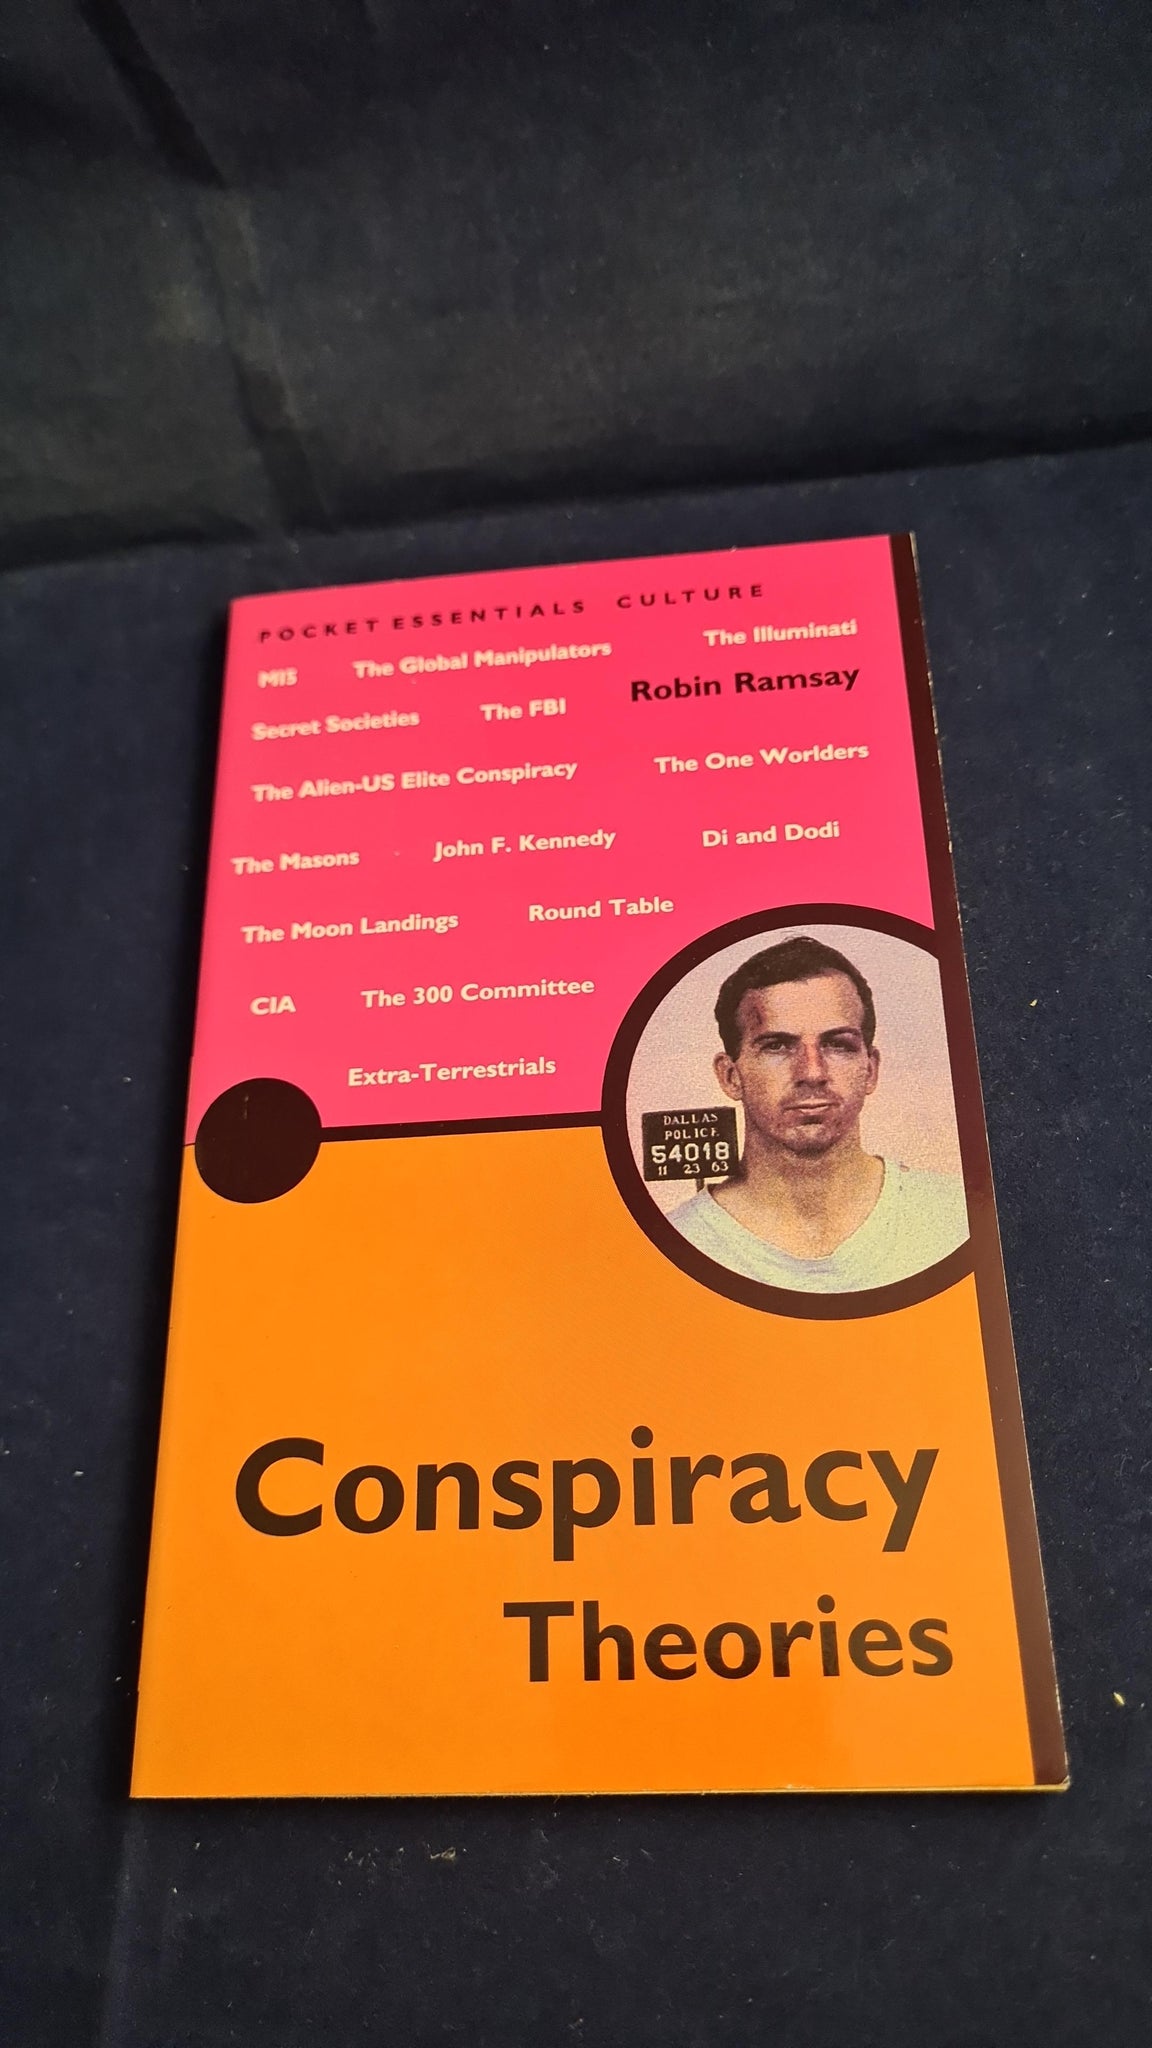 POCKET ESSENTIALS CULTURE
MI5 The Global Manipulators The Illuminati
Robin Ramsay
Secret Societies The FBI
The Alien-US Elite Conspiracy The One Worlders
The Masons John F. Kennedy Di and Dodi
The Moon Landings Round Table
CIA The 300 Committee
Extra-Terrestrials
DALLAS
POLICE
54018
11 23 63
Conspiracy
Theories